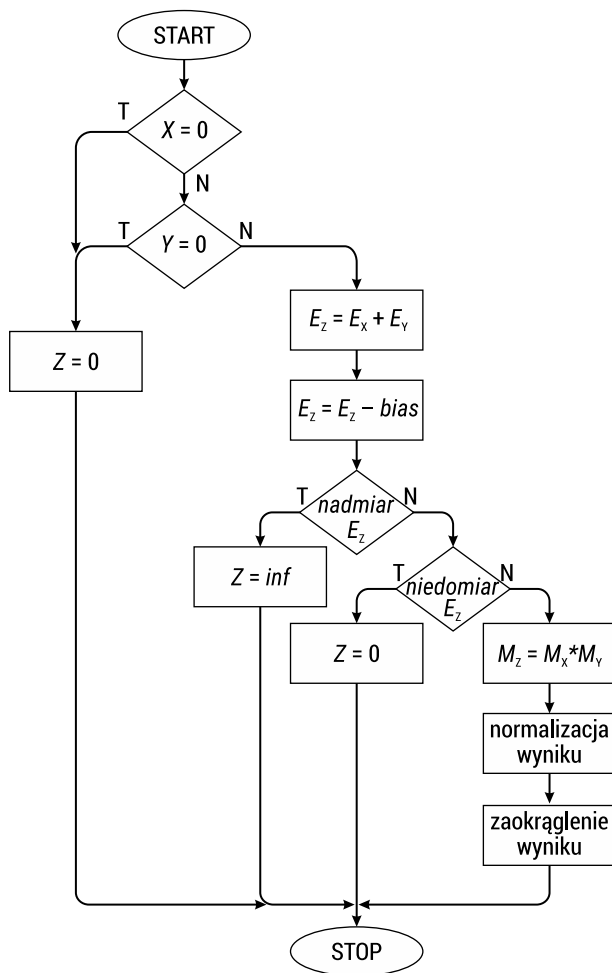 START
T
X = 0
N
T
Y = 0
N
E_z = E_X + E_Y
Z = 0
E_z = E_z – bias
T
nadmiar
E_z
N
Z = inf
T
niedomiar
E_z
N
Z = 0
M_z = M_X*M_Y
normalizacja
wyniku
zaokrąglenie
wyniku
STOP